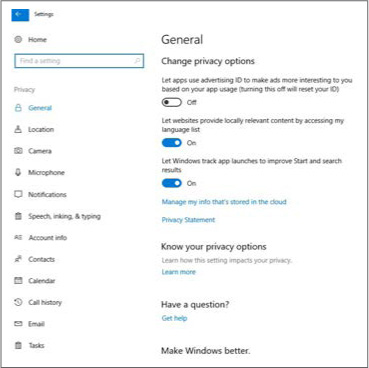 Settings
Home
Find a setting
Privacy
General
Location
Camera
Microphone
Notifications
Speech, inking, & typing
Account info
Contacts
Calendar
Call history
Email
Tasks
General
Change privacy options
Let apps use advertising ID to make ads more interesting to you
based on your app usage (turning this off will reset your ID)
Off
Let websites provide locally relevant content by accessing my
language list
On
Let Windows track app launches to improve Start and search
results
On
Manage my info that's stored in the cloud
Privacy Statement
Know your privacy options
Learn how this setting impacts your privacy.
Learn more
Have a question?
Get help
Make Windows better.